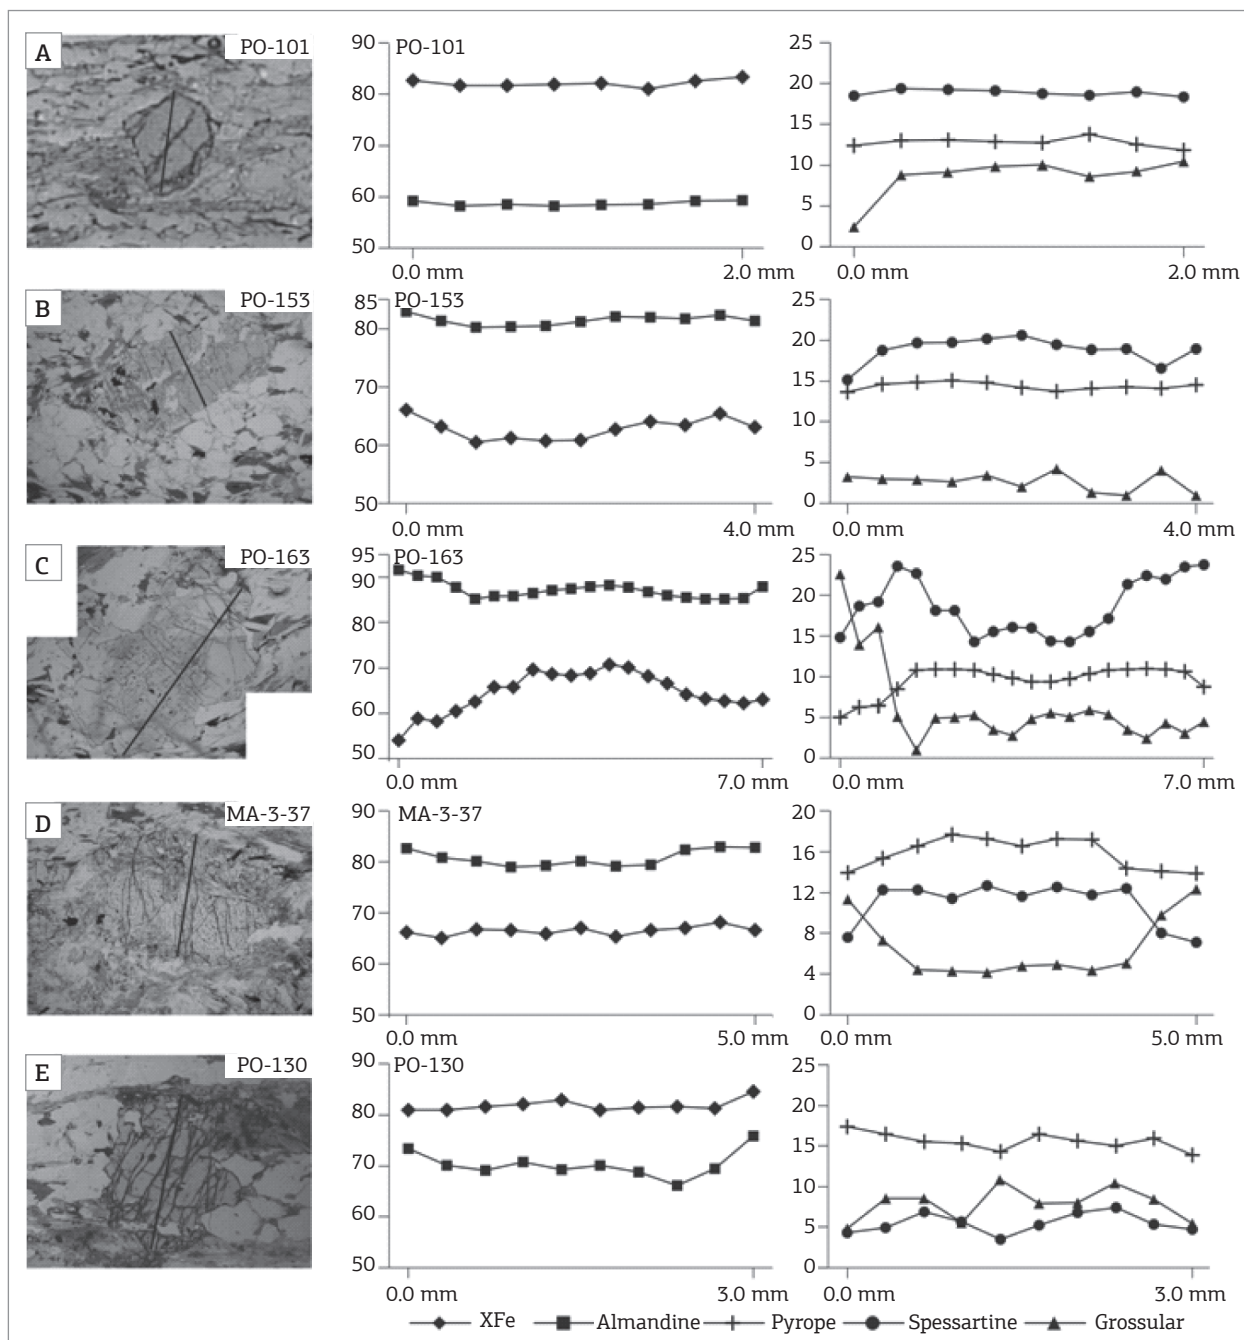 A PO-101
90 PO-101
80
70
60
50
0.0 mm 2.0 mm
25
20
15
10
5
0
0.0 mm 2.0 mm
B PO-153
85 PO-153
80
70
60
50
0.0 mm 4.0 mm
25
20
15
10
5
0
0.0 mm 4.0 mm
C PO-163
95 PO-163
90
80
70
60
50
0.0 mm 7.0 mm
25
20
15
10
5
0
0.0 mm 7.0 mm
D MA-3-37
90 MA-3-37
80
70
60
50
0.0 mm 5.0 mm
20
16
12
8
4
0
0.0 mm 5.0 mm
E PO-130
90 PO-130
80
70
60
50
0.0 mm 3.0 mm
25
20
15
10
5
0
0.0 mm 3.0 mm
XFe Almandine Pyrope Spessartine Grossular